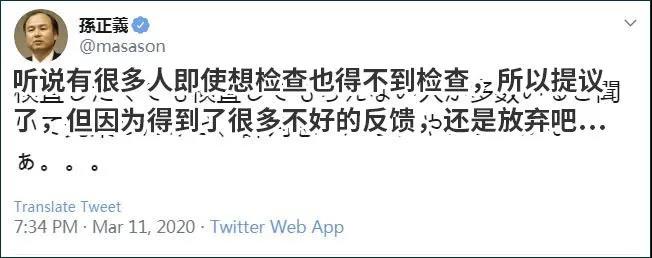 孫正義
@masason
听说有很多人即使想检查也得不到检查，所以提议
了，但因为得到了很多不好的反馈，还是放弃吧...
ぁ。。。
Translate Tweet
7:34 PM · Mar 11, 2020 · Twitter Web App